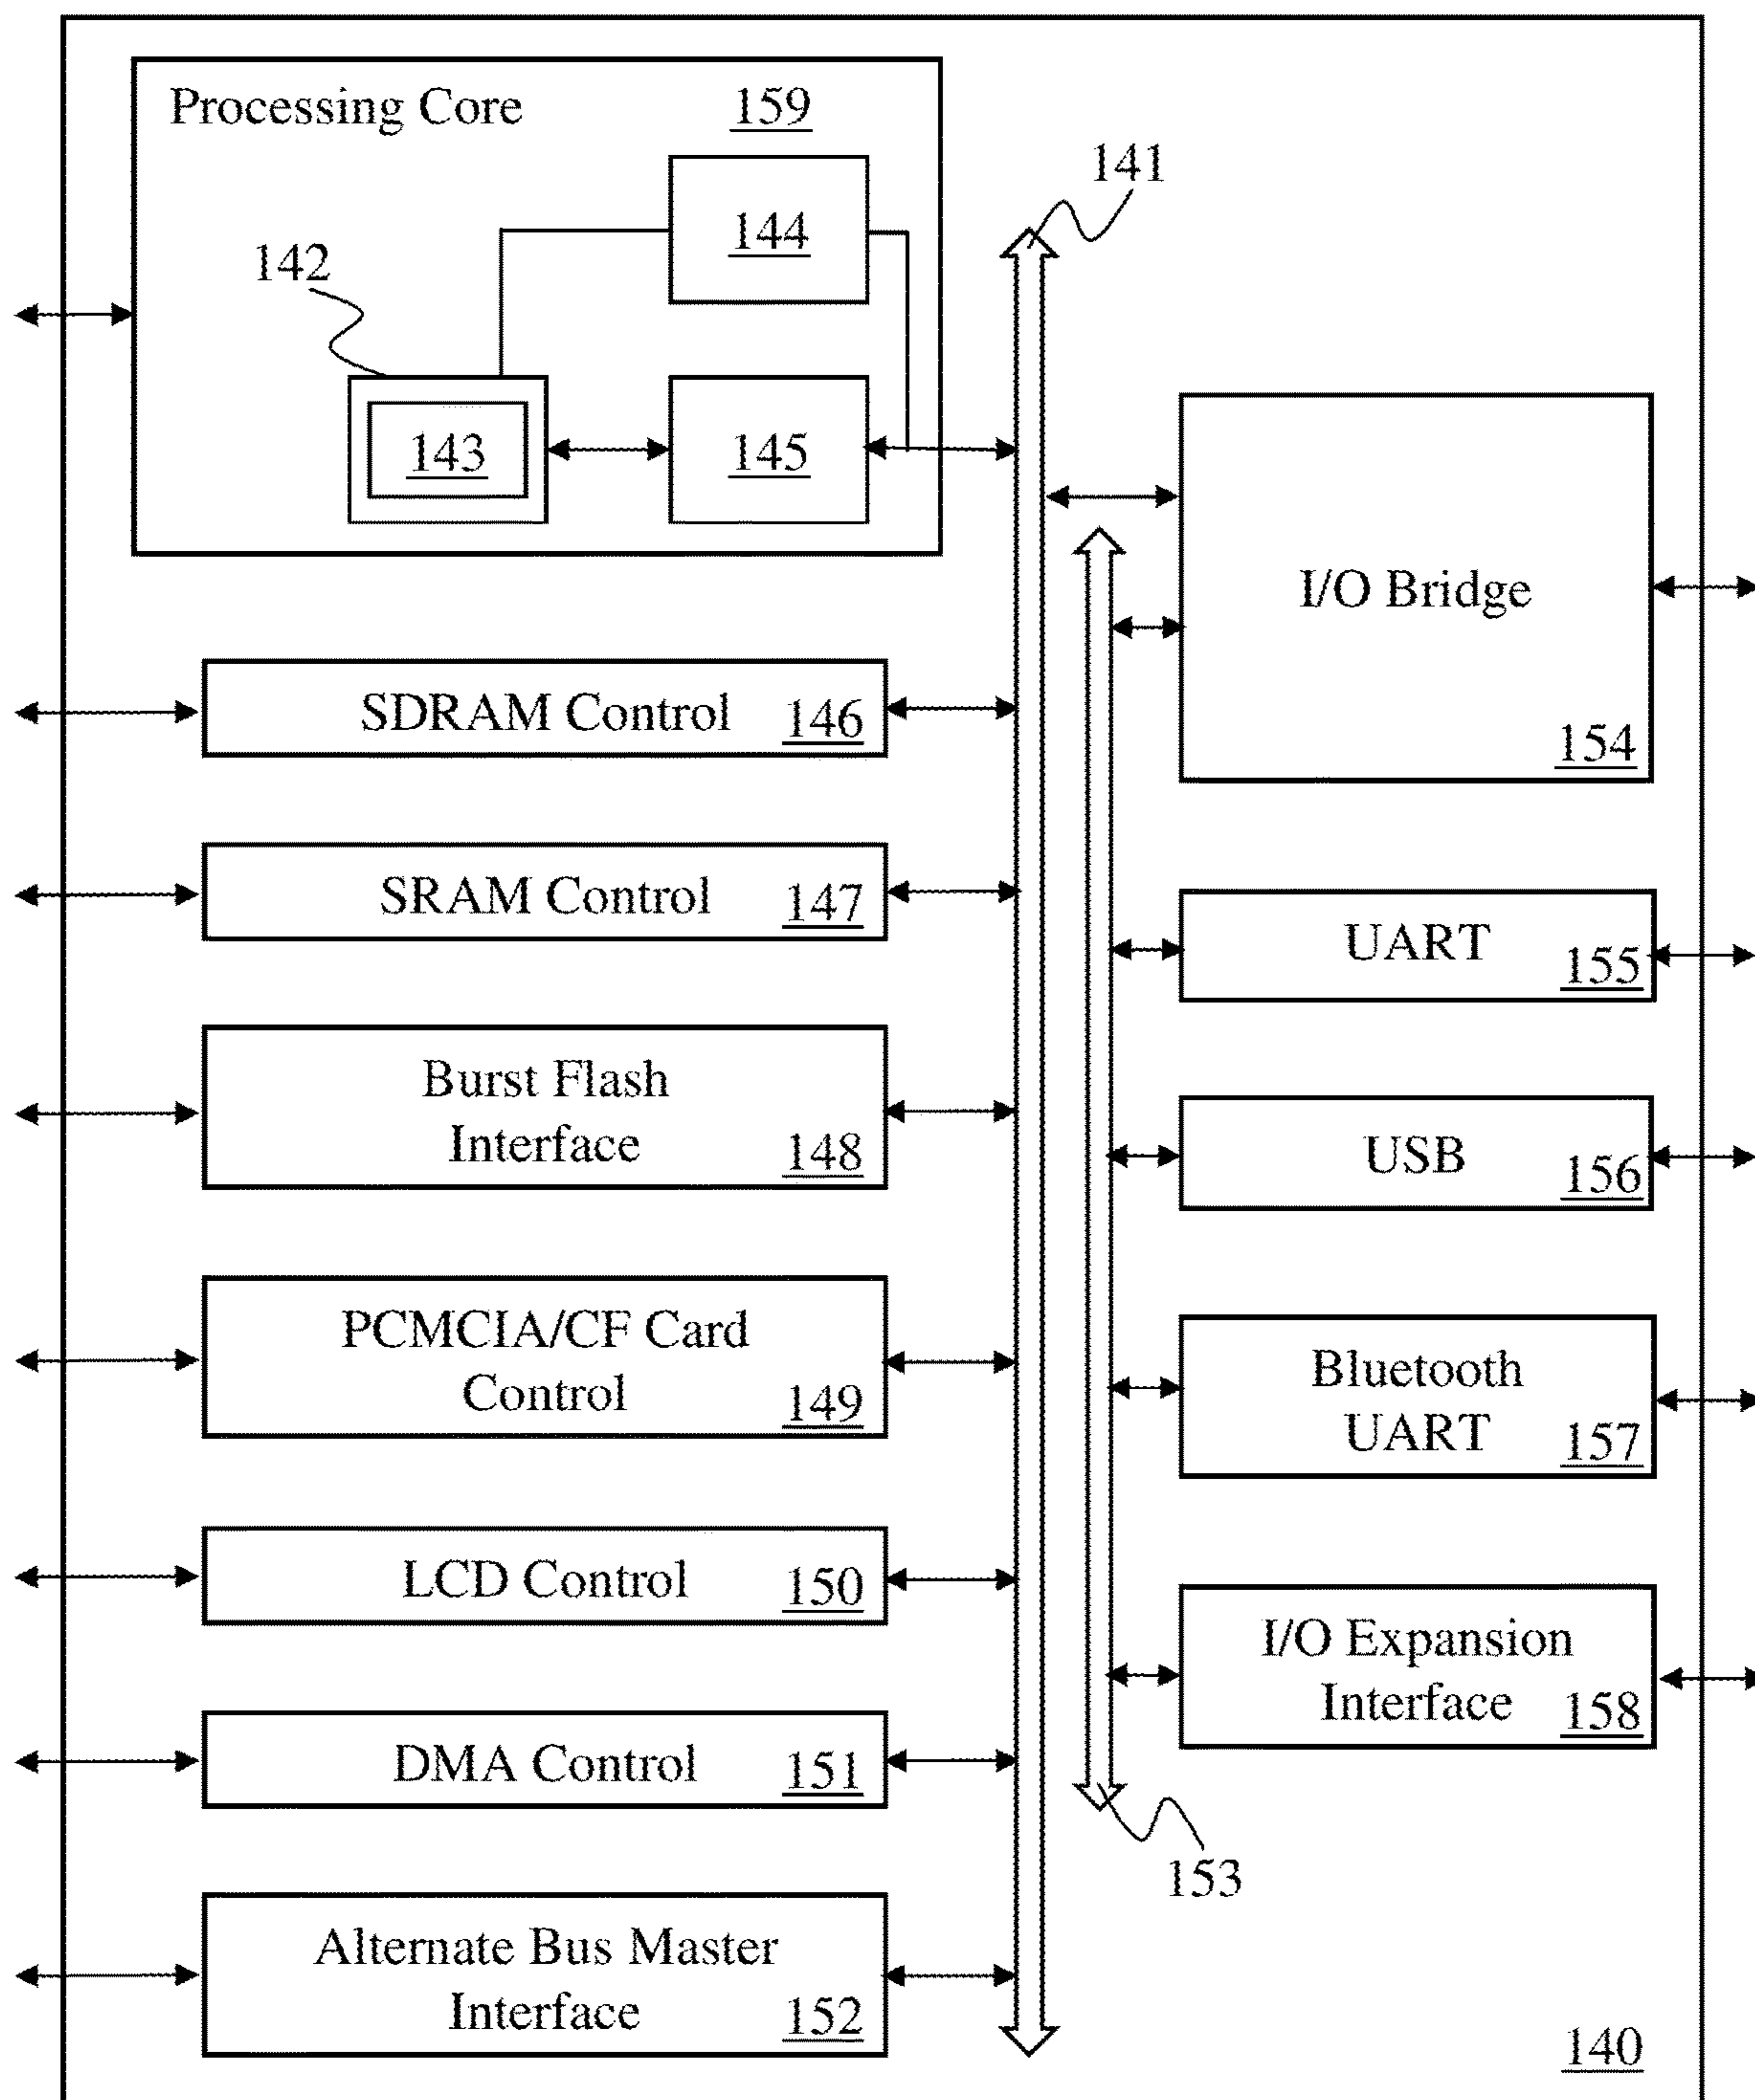 Processing Core 159
141
144
142
143
145
I/O Bridge
154
SDRAM Control 146
SRAM Control 147
UART 155
Burst Flash
Interface 148
USB 156
PCMCIA/CF Card
Control 149
Bluetooth
UART 157
LCD Control 150
I/O Expansion
Interface 158
DMA Control 151
153
Alternate Bus Master
Interface 152
140